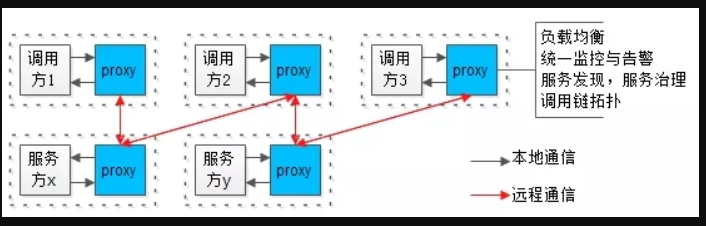 调用
方1
proxy
调用
方2
proxy
调用
方3
proxy
负载均衡
统一监控与告警
服务发现，服务治理
调用链拓扑
服务
方x
proxy
服务
方y
proxy
本地通信
远程通信